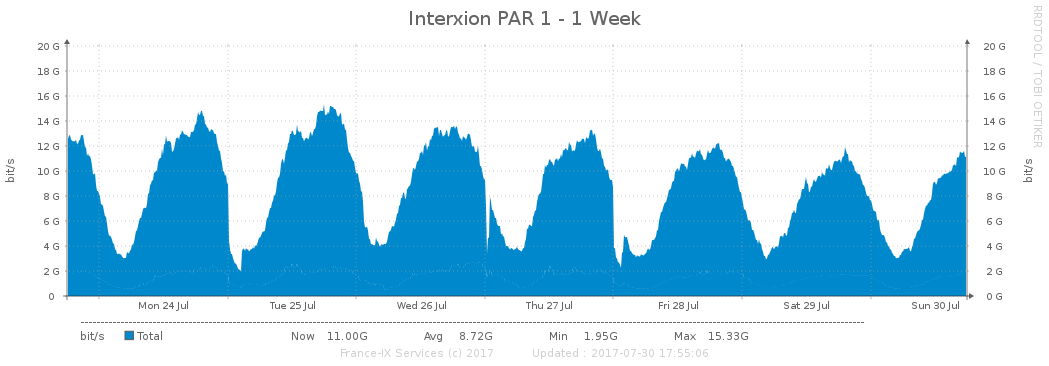 Interxion PAR 1 - 1 Week
RRDTOOL / TOBI OETIKER
bit/s
20 G
18 G
16 G
14 G
12 G
10 G
8 G
6 G
4 G
2 G
0
20 G
18 G
16 G
14 G
12 G
10 G
8 G
6 G
4 G
2 G
0 G
bit/s
Mon 24 Jul Tue 25 Jul Wed 26 Jul Thu 27 Jul Fri 28 Jul Sat 29 Jul Sun 30 Jul
bit/s Total Now 11.00G Avg 8.72G Min 1.95G Max 15.33G
France-IX Services (c) 2017 Updated : 2017-07-30 17:55:06